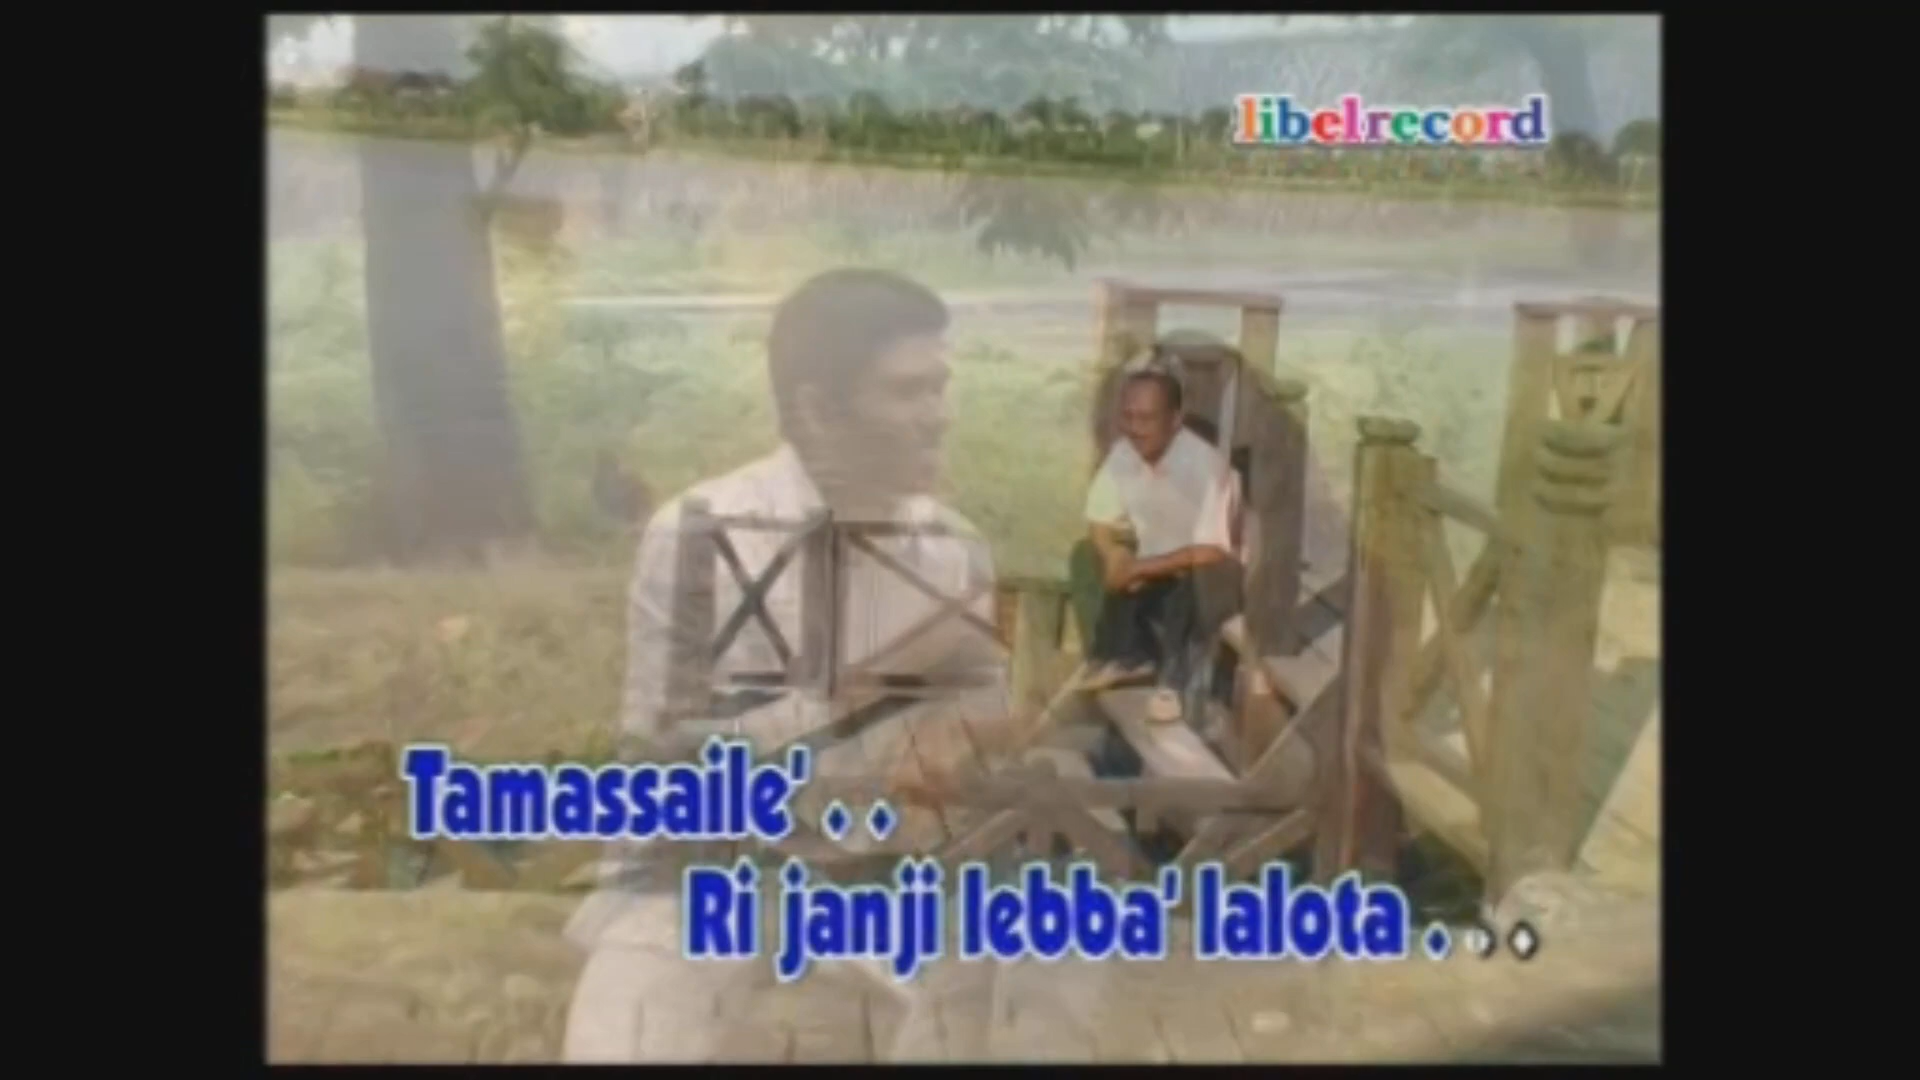 libelrecord
Tamassaile' . .
Ri janji lebba' lalota . . .